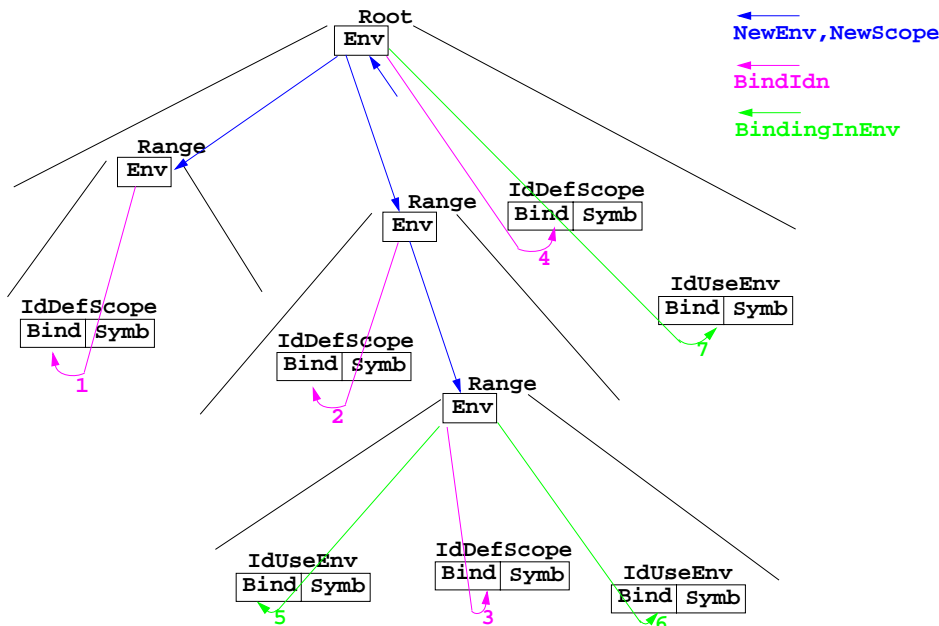 Root
Env
NewEnv,NewScope
BindIdn
BindingInEnv
Range
Env
IdDefScope
Bind Symb
4
Range
Env
IdUseEnv
Bind Symb
7
IdDefScope
Bind Symb
1
IdDefScope
Bind Symb
2
Range
Env
IdUseEnv
Bind Symb
5
IdDefScope
Bind Symb
3
IdUseEnv
Bind Symb
6